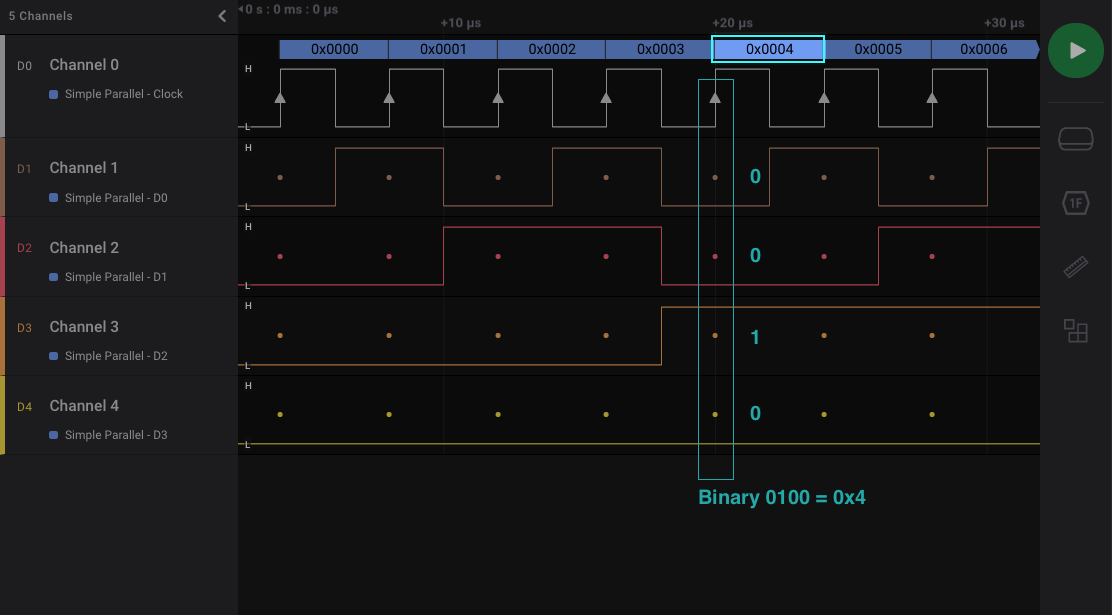 5 Channels
0 s : 0 ms : 0 µs
+10 µs +20 µs +30 µs
0x0000 0x0001 0x0002 0x0003 0x0004 0x0005 0x0006
D0 Channel 0
Simple Parallel - Clock
H
L
D1 Channel 1
Simple Parallel - D0
H
L
0
D2 Channel 2
Simple Parallel - D1
H
L
0
D3 Channel 3
Simple Parallel - D2
H
L
1
D4 Channel 4
Simple Parallel - D3
H
L
0
Binary 0100 = 0x4
1F